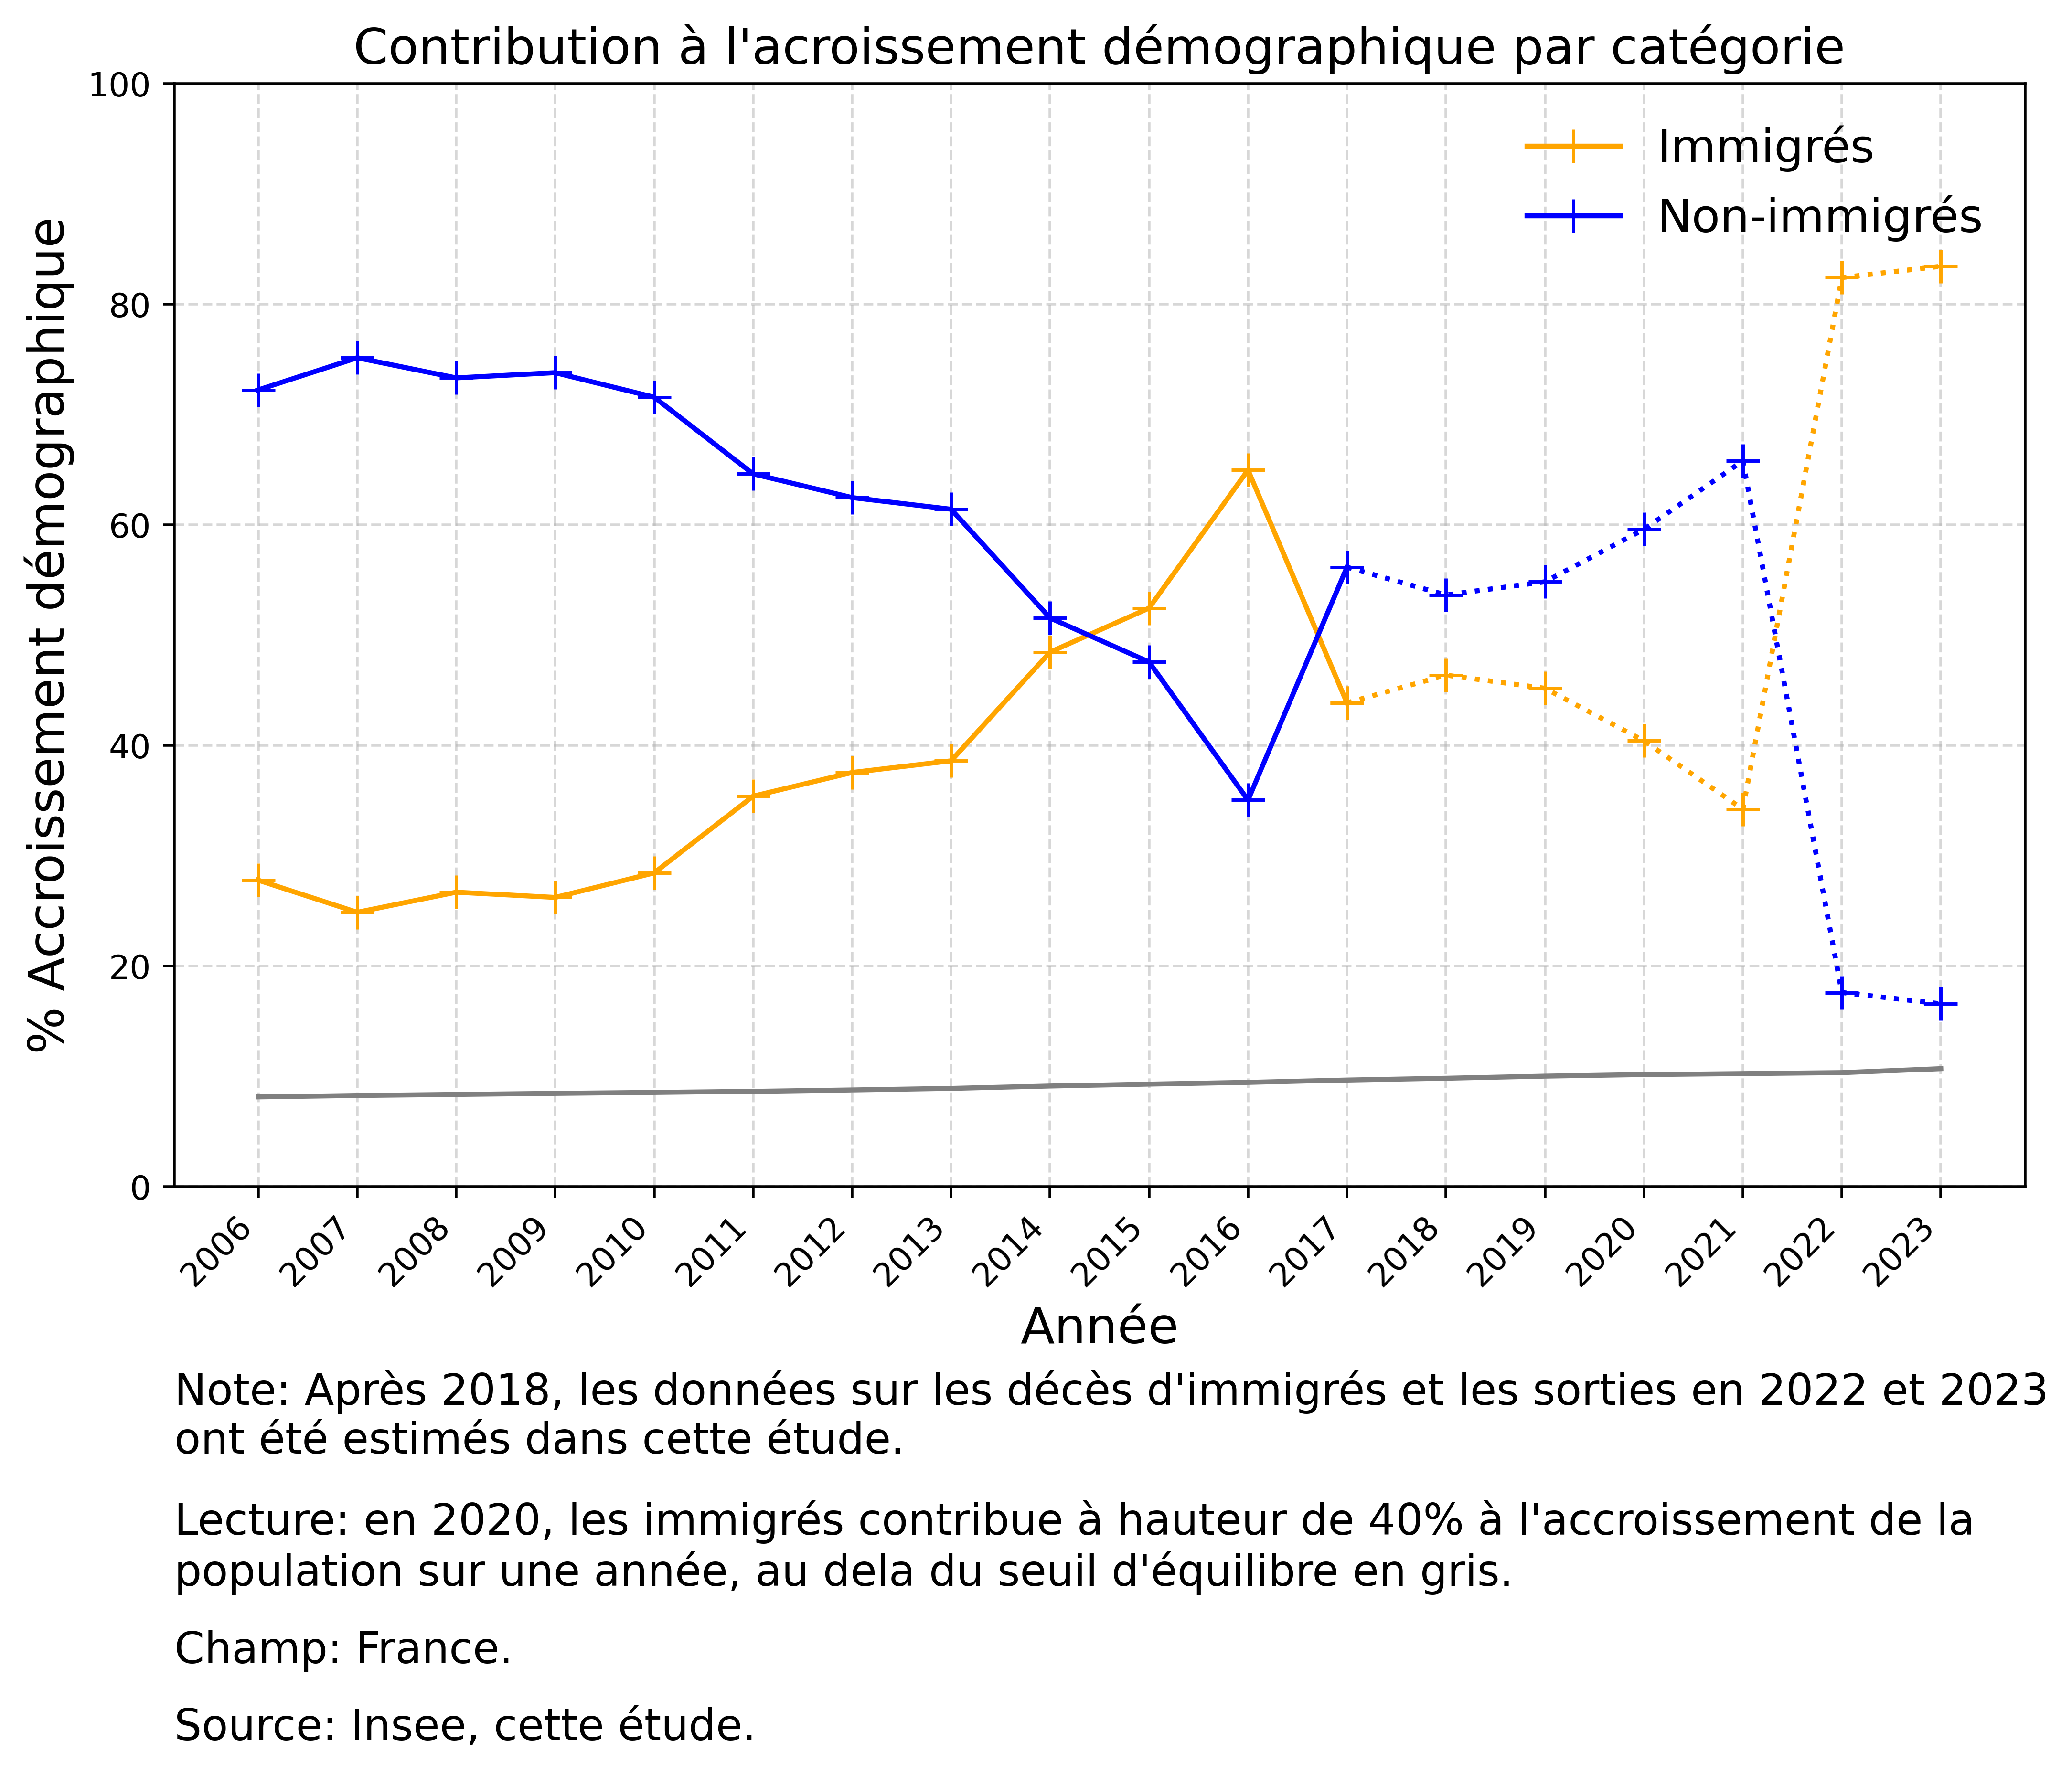 Contribution à l'acroissement démographique par catégorie
100
80
60
40
20
0
% Accroissement démographique
Immigrés
Non-immigrés
2006
2007
2008
2009
2010
2011
2012
2013
2014
2015
2016
2017
2018
2019
2020
2021
2022
2023
Année
Note: Après 2018, les données sur les décès d'immigrés et les sorties en 2022 et 2023
ont été estimés dans cette étude.
Lecture: en 2020, les immigrés contribue à hauteur de 40% à l'accroissement de la
population sur une année, au dela du seuil d'équilibre en gris.
Champ: France.
Source: Insee, cette étude.